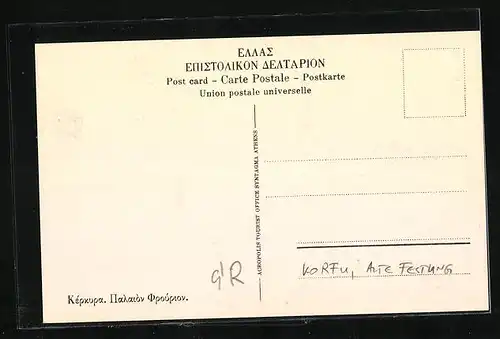 ΕΛΛΑΣ
ΕΠΙΣΤΟΛΙΚΟΝ ΔΕΛΤΑΡΙΟΝ
Post card – Carte Postale – Postkarte
Union postale universelle
ACROPOLIS TOURIST OFFICE SYNTAGMA ATHENS
KORFU, ALTE FESTUNG
Κέρκυρα. Παλαιὸν Φρούριον.